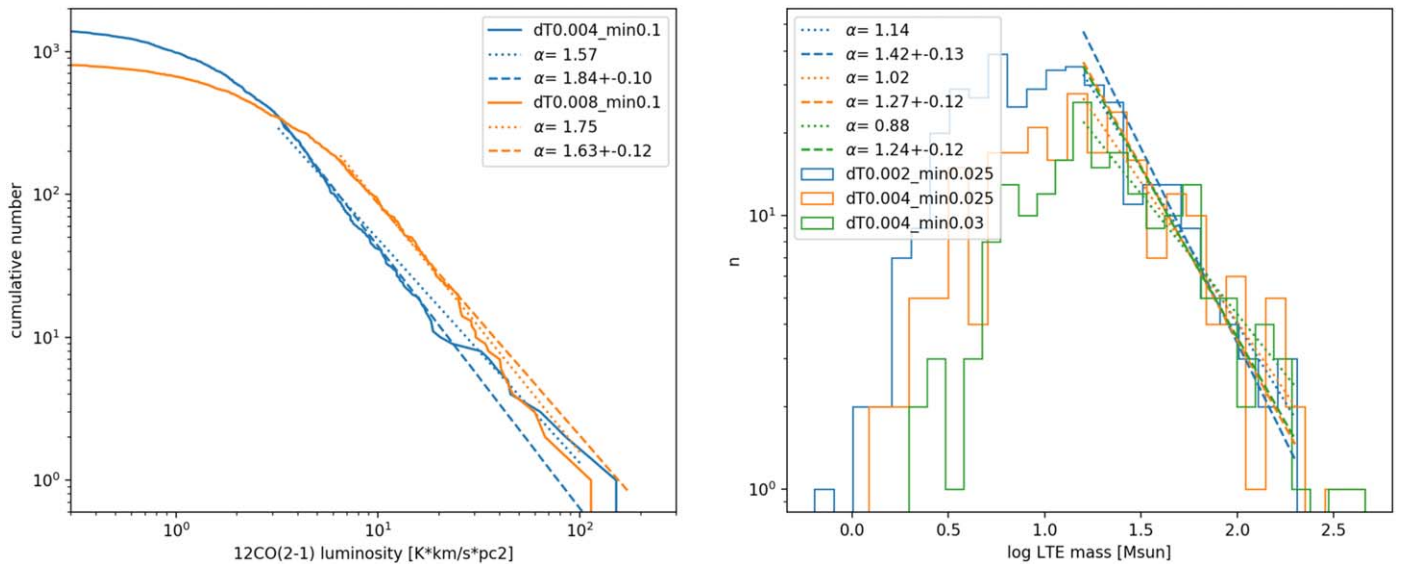 dT0.004_min0.1
α= 1.57
α= 1.84+-0.10
dT0.008_min0.1
α= 1.75
α= 1.63+-0.12
10³
10²
10¹
10⁰
cumulative number
10⁰
10¹
10²
12CO(2-1) luminosity [K*km/s*pc2]
α= 1.14
α= 1.42+-0.13
α= 1.02
α= 1.27+-0.12
α= 0.88
α= 1.24+-0.12
dT0.002_min0.025
dT0.004_min0.025
dT0.004_min0.03
10¹
10⁰
n
0.0
0.5
1.0
1.5
2.0
2.5
log LTE mass [Msun]